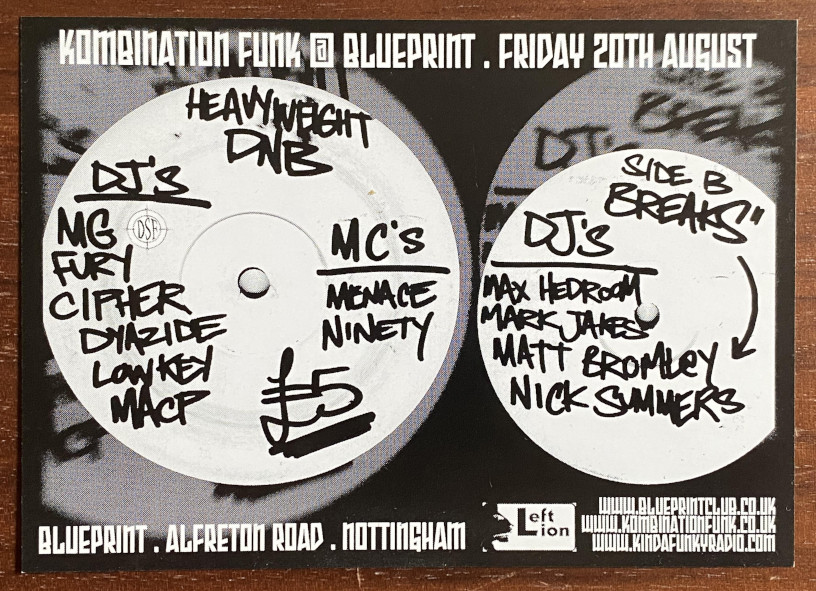 KOMBINATION FUNK @ BLUEPRINT . FRIDAY 20TH AUGUST
HEAVYWEIGHT
DNB
DJ'S
MG
FURY
CIPHER
DYAZIDE
LOWKEY
MACP
DSF
MC'S
MENACE
NINETY
£5
SIDE B
BREAKS"
DJ'S
MAX HEDROOM
MARK JAKES
MATT BROMLEY
NICK SUMMERS
BLUEPRINT . ALFRETON ROAD . NOTTINGHAM
Left
Lion
WWW.BLUEPRINTCLUB.CO.UK
WWW.KOMBINATIONFUNK.CO.UK
WWW.KINDAFUNKYRADIO.COM